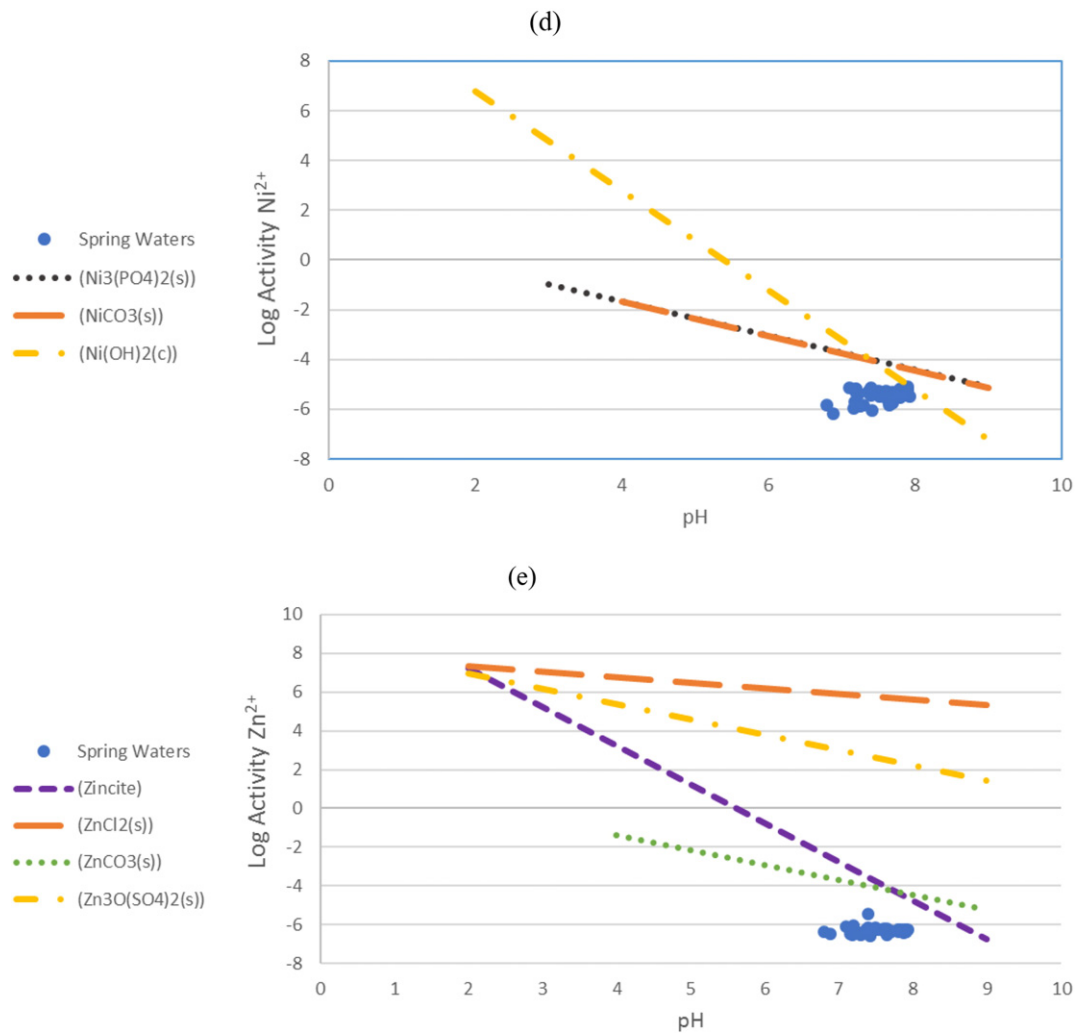 (d)
8
6
4
2
0
-2
-4
-6
-8
0 2 4 6 8 10
Log Activity Ni2+
pH
Spring Waters
(Ni3(PO4)2(s))
(NiCO3(s))
(Ni(OH)2(c))
(e)
10
8
6
4
2
0
-2
-4
-6
-8
0 1 2 3 4 5 6 7 8 9 10
Log Activity Zn2+
pH
Spring Waters
(Zincite)
(ZnCl2(s))
(ZnCO3(s))
(Zn3O(SO4)2(s))